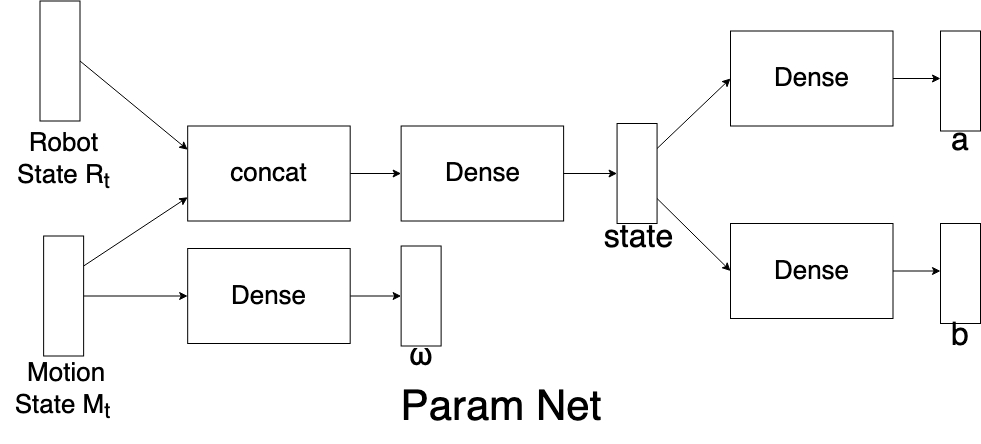 Robot
State Rt
concat
Dense
state
Dense
a
Dense
b
Motion
State Mt
Dense
ω
Param Net